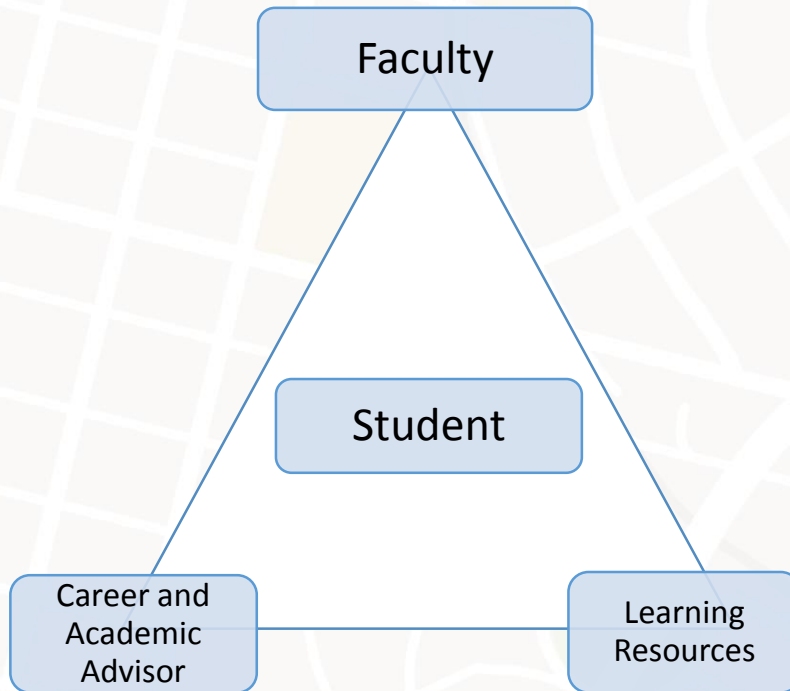 Faculty
Student
Career and
Academic
Advisor
Learning
Resources